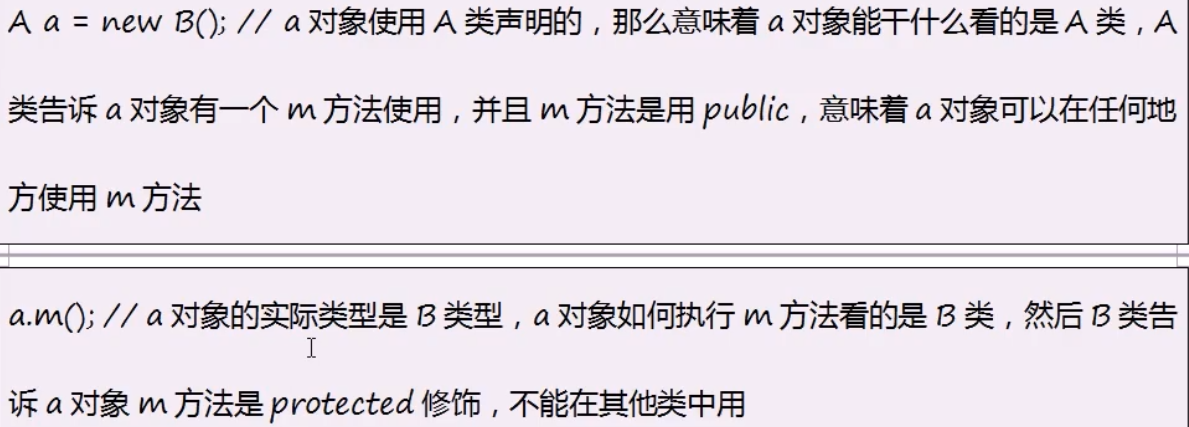 A a = new B(); // a 对象使用 A 类声明的，那么意味着 a 对象能干什么看的是 A 类，A
类告诉 a 对象有一个 m 方法使用，并且 m 方法是用 public，意味着 a 对象可以在任何地
方使用 m 方法
a.m(); // a 对象的实际类型是 B 类型，a 对象如何执行 m 方法看的是 B 类，然后 B 类告
诉 a 对象 m 方法是 protected 修饰，不能在其他类中用